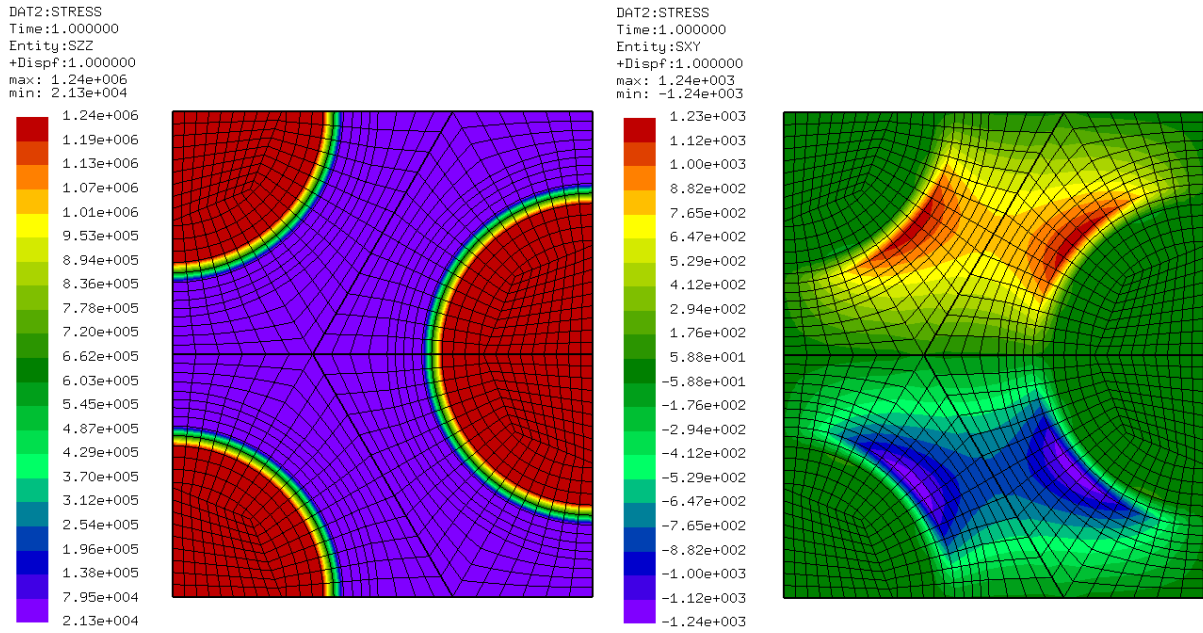 DAT2:STRESS
Time:1.000000
Entity:SZZ
+Dispf:1.000000
max: 1.24e+006
min: 2.13e+004
1.24e+006
1.19e+006
1.13e+006
1.07e+006
1.01e+006
9.53e+005
8.94e+005
8.36e+005
7.78e+005
7.20e+005
6.62e+005
6.03e+005
5.45e+005
4.87e+005
4.29e+005
3.70e+005
3.12e+005
2.54e+005
1.96e+005
1.38e+005
7.95e+004
2.13e+004
DAT2:STRESS
Time:1.000000
Entity:SXY
+Dispf:1.000000
max: 1.24e+003
min: -1.24e+003
1.23e+003
1.12e+003
1.00e+003
8.82e+002
7.65e+002
6.47e+002
5.29e+002
4.12e+002
2.94e+002
1.76e+002
5.88e+001
-5.88e+001
-1.76e+002
-2.94e+002
-4.12e+002
-5.29e+002
-6.47e+002
-7.65e+002
-8.82e+002
-1.00e+003
-1.12e+003
-1.24e+003